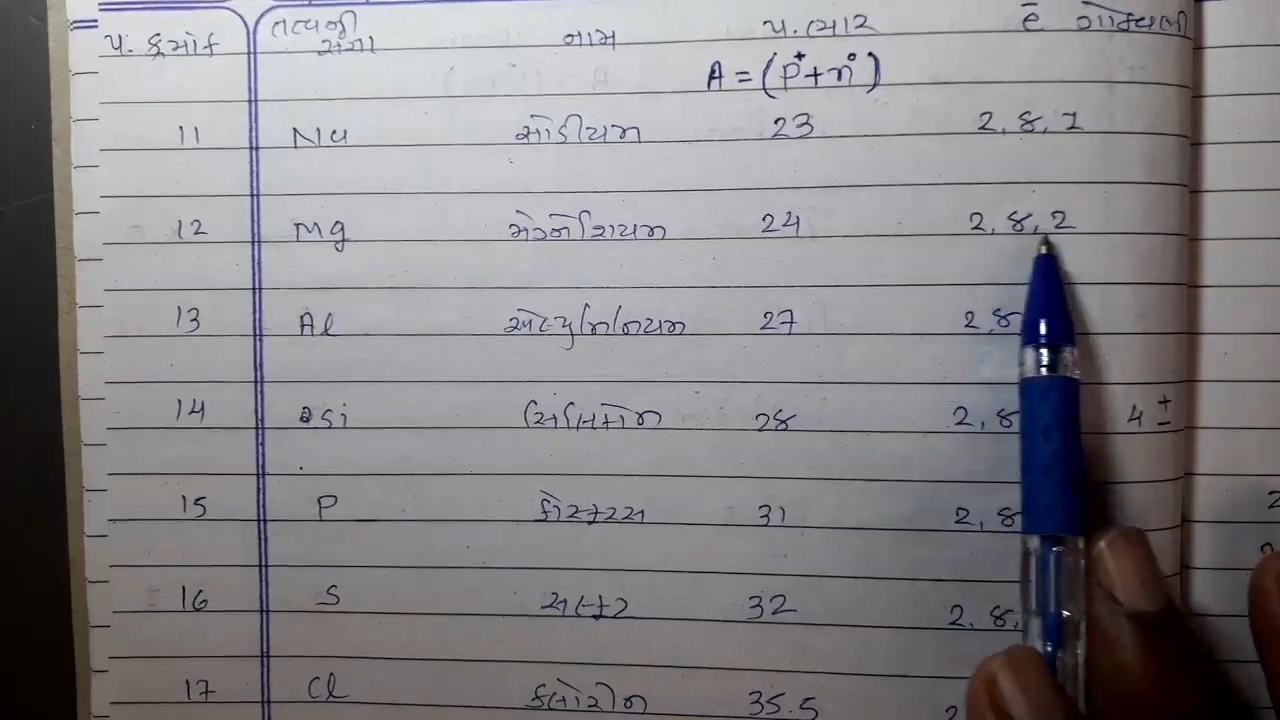 પ. ક્રમાંક તત્વની સંજ્ઞા નામ પ. ભાર ē ગોઠવણી
A = (p⁺+n⁰)
11 Na સોડીયમ 23 2, 8, 1
12 Mg મેગ્નેશિયમ 24 2, 8, 2
13 Al એલ્યુમિનિયમ 27 2, 8
14 Si સિલિકોન 28 2, 8 4 ±
15 P ફોસ્ફરસ 31 2, 8
16 S સલ્ફર 32 2, 8,
17 Cl ક્લોરીન 35.5 2